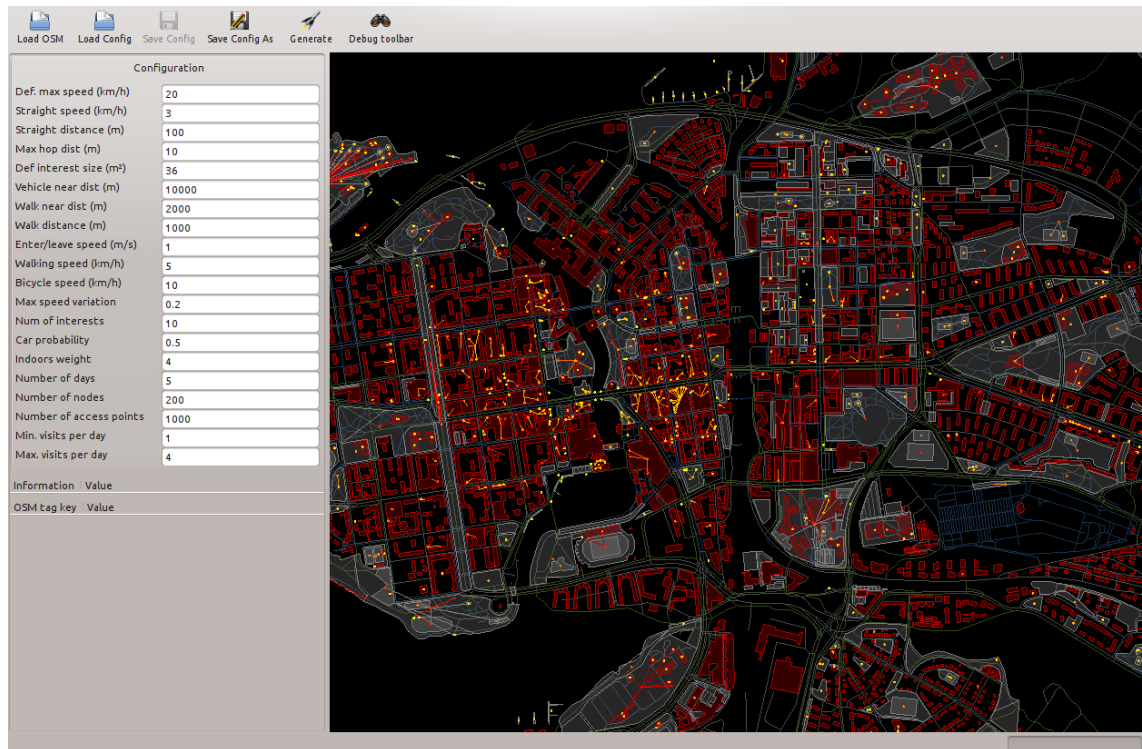 Load OSM Load Config Save Config Save Config As Generate Debug toolbar
Configuration
Def. max speed (km/h) 20
Straight speed (km/h) 3
Straight distance (m) 100
Max hop dist (m) 10
Def interest size (m²) 36
Vehicle near dist (m) 10000
Walk near dist (m) 2000
Walk distance (m) 1000
Enter/leave speed (m/s) 1
Walking speed (km/h) 5
Bicycle speed (km/h) 10
Max speed variation 0.2
Num of interests 10
Car probability 0.5
Indoors weight 4
Number of days 5
Number of nodes 200
Number of access points 1000
Min. visits per day 1
Max. visits per day 4
Information Value
OSM tag key Value